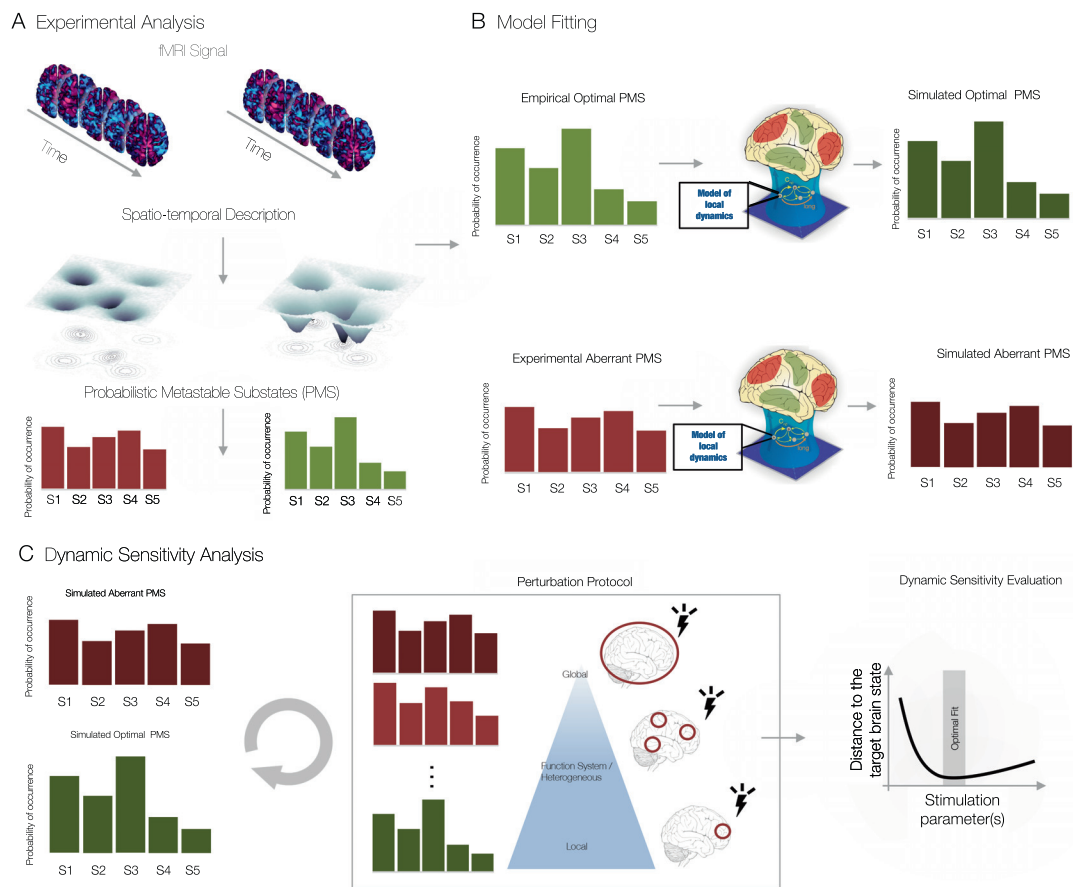 A Experimental Analysis
fMRI Signal
Time
Time
Spatio-temporal Description
Probabilistic Metastable Substates (PMS)
Probability of occurrence
S1 S2 S3 S4 S5
Probability of occurrence
S1 S2 S3 S4 S5
B Model Fitting
Empirical Optimal PMS
Probability of occurrence
S1 S2 S3 S4 S5
Model of
local
dynamics
long
Simulated Optimal PMS
Probability of occurrence
S1 S2 S3 S4 S5
Experimental Aberrant PMS
Probability of occurrence
S1 S2 S3 S4 S5
Model of
local
dynamics
long
Simulated Aberrant PMS
Probability of occurrence
S1 S2 S3 S4 S5
C Dynamic Sensitivity Analysis
Simulated Aberrant PMS
Probability of occurrence
S1 S2 S3 S4 S5
Simulated Optimal PMS
Probability of occurrence
S1 S2 S3 S4 S5
Perturbation Protocol
Global
Function System /
Heterogeneous
Local
Dynamic Sensitivity Evaluation
Distance to the
target brain state
Optimal Fit
Stimulation
parameter(s)